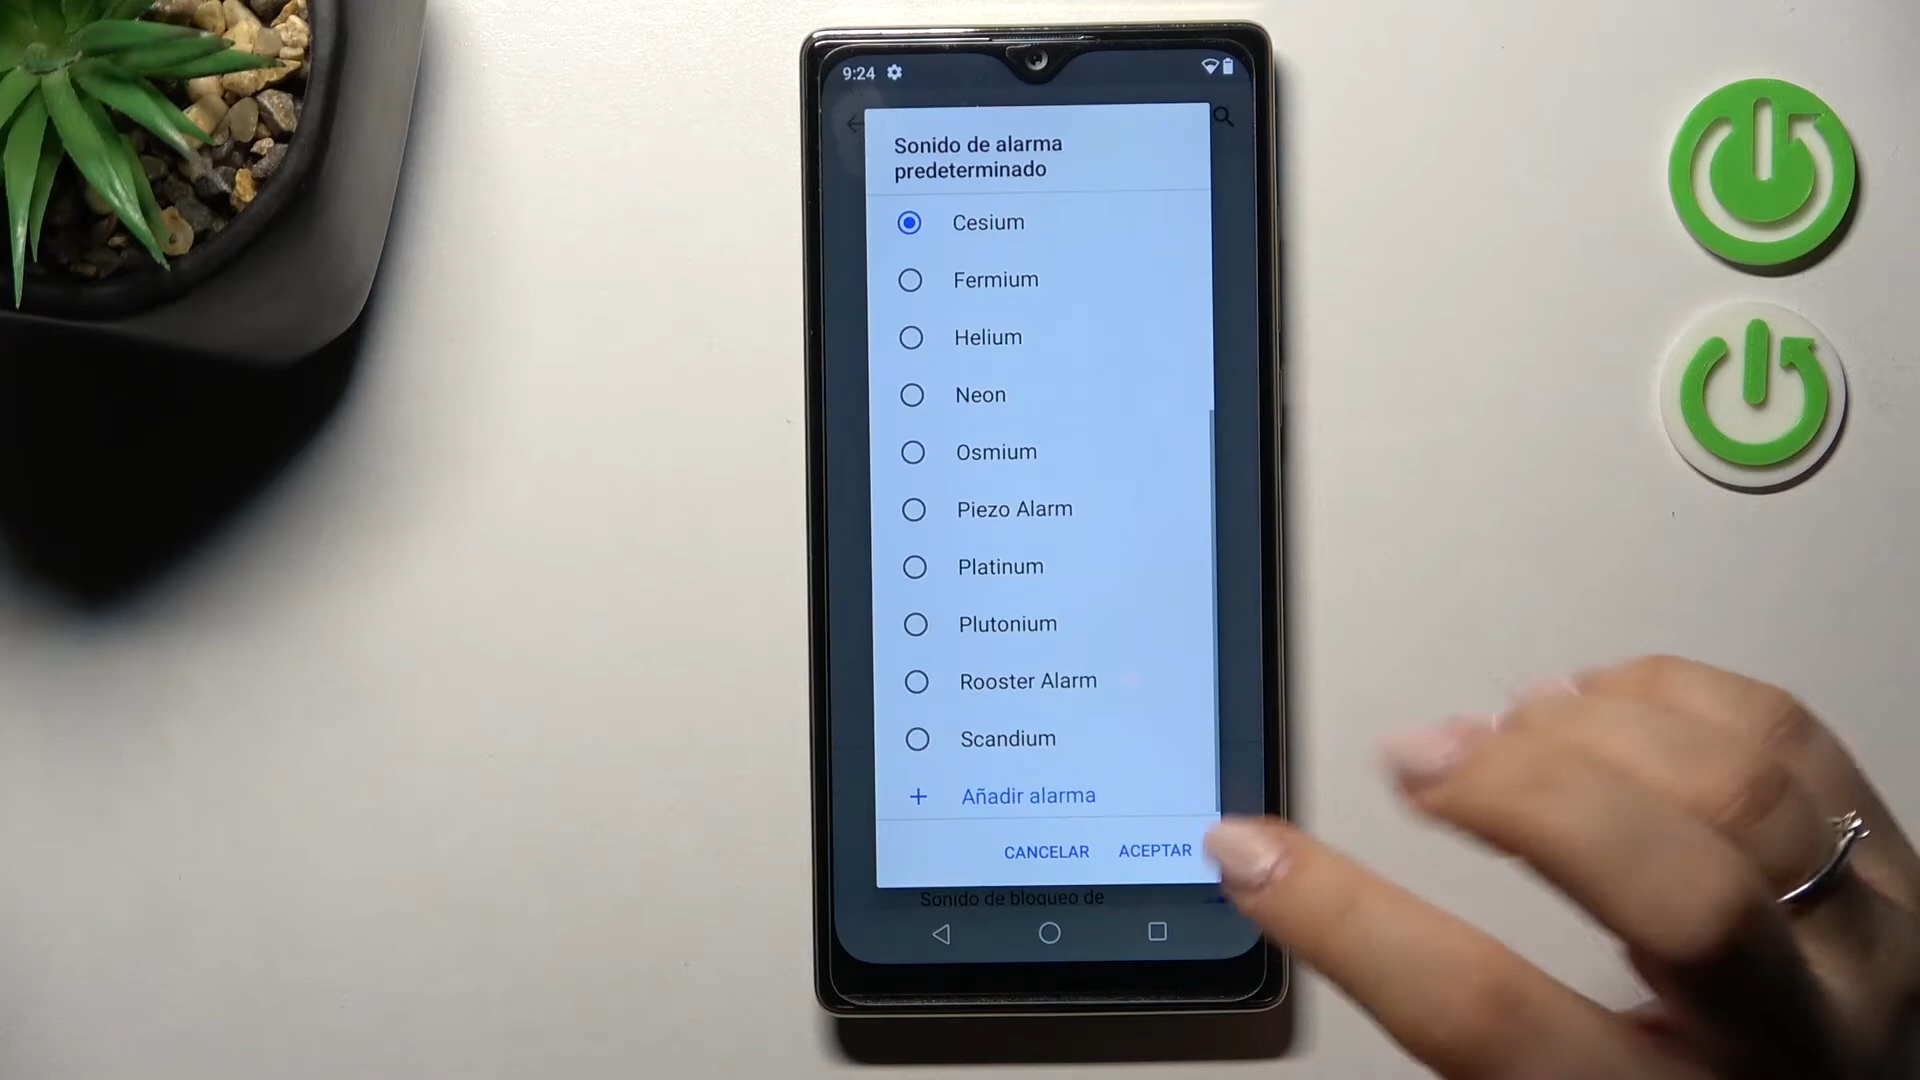 9:24
Sonido de alarma
predeterminado
Cesium
Fermium
Helium
Neon
Osmium
Piezo Alarm
Platinum
Plutonium
Rooster Alarm
Scandium
+ Añadir alarma
CANCELAR ACEPTAR
Sonido de bloqueo de